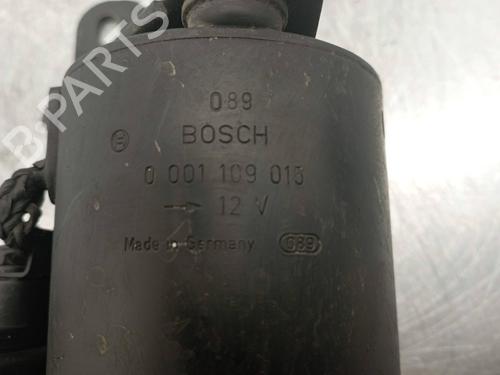 089
BOSCH
0 001 109 015
→ 12 V
Made in Germany 089
B-PARTS